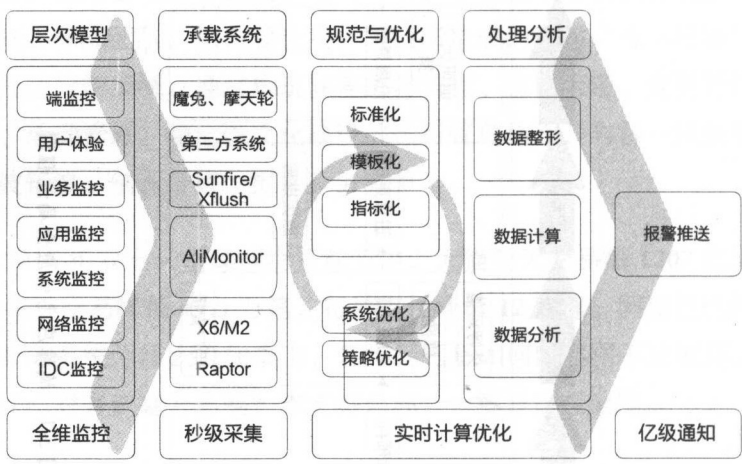 层次模型
承载系统
规范与优化
处理分析
端监控
用户体验
业务监控
应用监控
系统监控
网络监控
IDC监控
魔兔、摩天轮
第三方系统
Sunfire/
Xflush
AliMonitor
X6/M2
Raptor
标准化
模板化
指标化
系统优化
策略优化
数据整形
数据计算
数据分析
报警推送
全维监控
秒级采集
实时计算优化
亿级通知